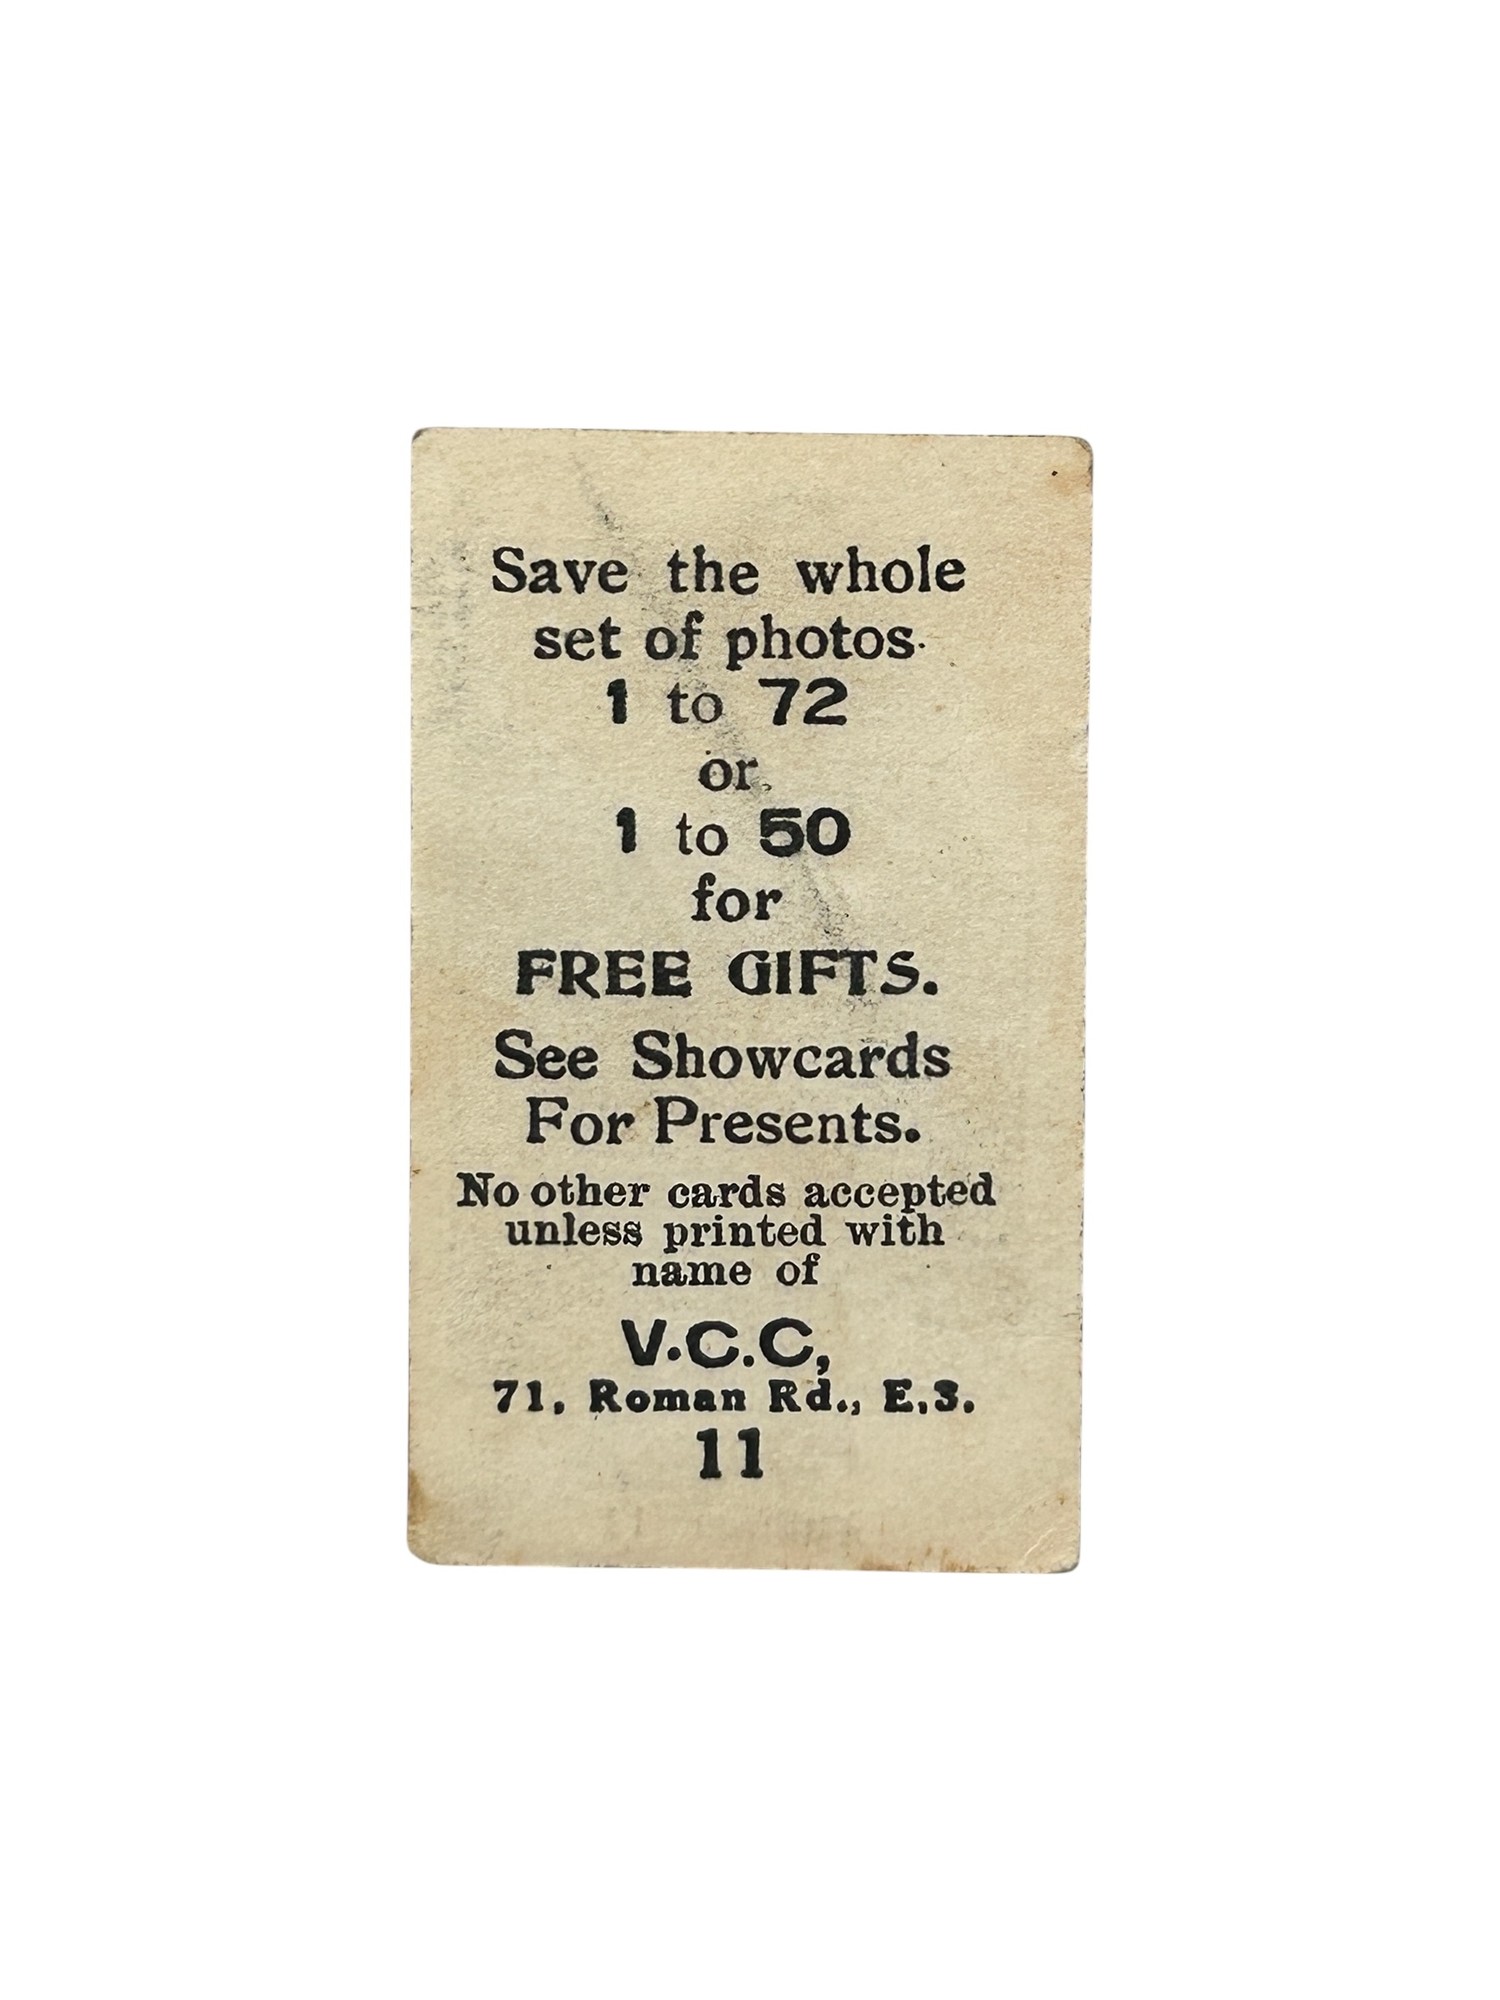 Save the whole
set of photos.
1 to 72
or
1 to 50
for
FREE GIFTS.
See Showcards
For Presents.
No other cards accepted
unless printed with
name of
V.C.C,
71, Roman Rd., E.3.
11